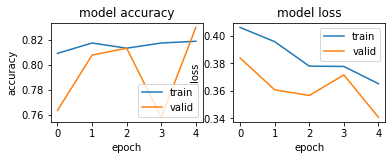 model accuracy
0.82
0.80
0.78
0.76
accuracy
train
valid
0 1 2 3 4
epoch
model loss
0.40
0.38
0.36
0.34
loss
train
valid
0 1 2 3 4
epoch